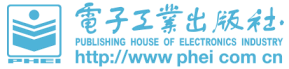 電子工業出版社·
PUBLISHING HOUSE OF ELECTRONICS INDUSTRY
http://www phei com cn
PHEI